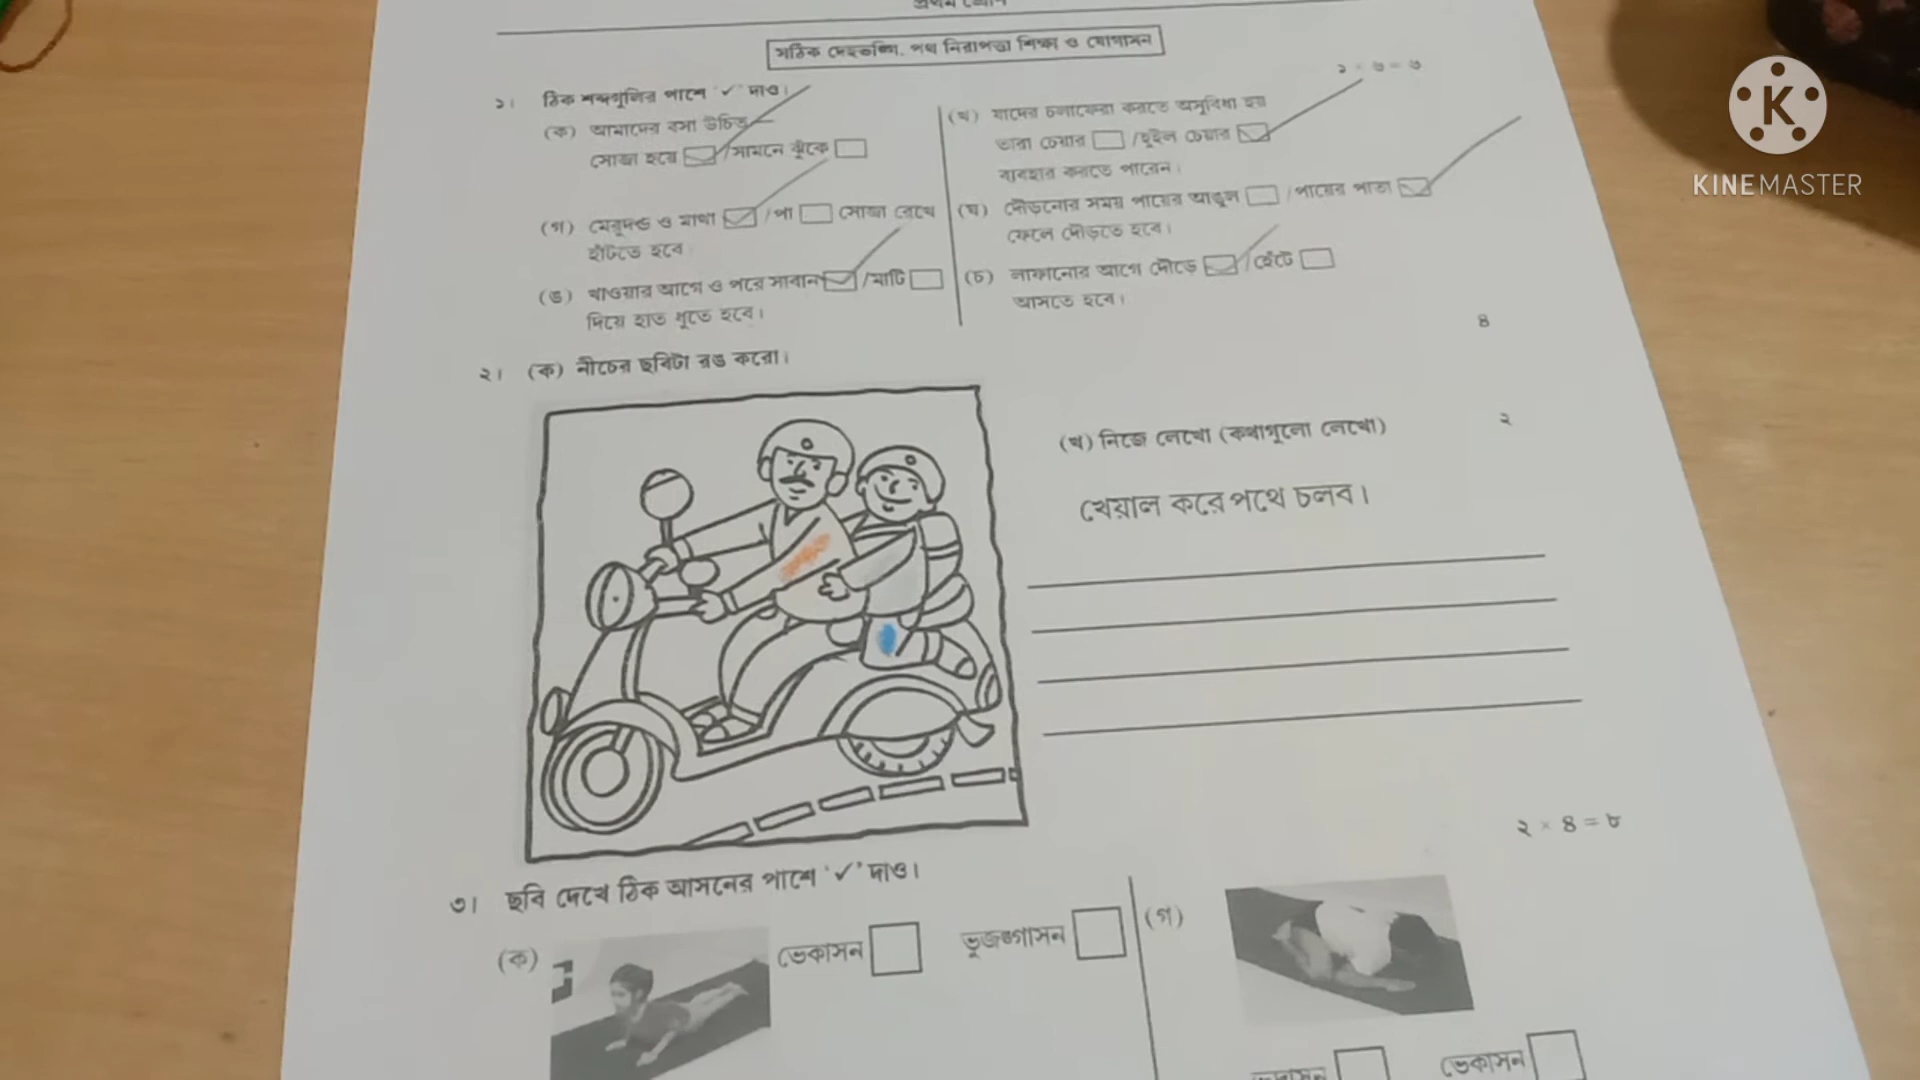 প্রথম শ্রেণি
সঠিক দেহভঙ্গি, পথ নিরাপত্তা শিক্ষা ও যোগাসন
১। ঠিক শব্দগুলির পাশে '✓' দাও।
১ × ৬ = ৬
(ক) আমাদের বসা উচিত—
সোজা হয়ে /সামনে ঝুঁকে
(খ) যাদের চলাফেরা করতে অসুবিধা হয়
তারা চেয়ার /হুইল চেয়ার
ব্যবহার করতে পারেন।
(গ) মেরুদণ্ড ও মাথা /পা সোজা রেখে
হাঁটতে হবে।
(ঘ) দৌড়নোর সময় পায়ের আঙুল /পায়ের পাতা
ফেলে দৌড়তে হবে।
(ঙ) খাওয়ার আগে ও পরে সাবান /মাটি
দিয়ে হাত ধুতে হবে।
(চ) লাফানোর আগে দৌড়ে /হেঁটে
আসতে হবে।
২। (ক) নীচের ছবিটা রঙ করো।
৪
(খ) নিজে লেখো (কথাগুলো লেখো)
২
খেয়াল করে পথে চলব।
৩। ছবি দেখে ঠিক আসনের পাশে '✓' দাও।
২ × ৪ = ৮
(ক) ভেকাসন ভুজঙ্গাসন
(গ)
ভেকাসন
K
KINEMASTER